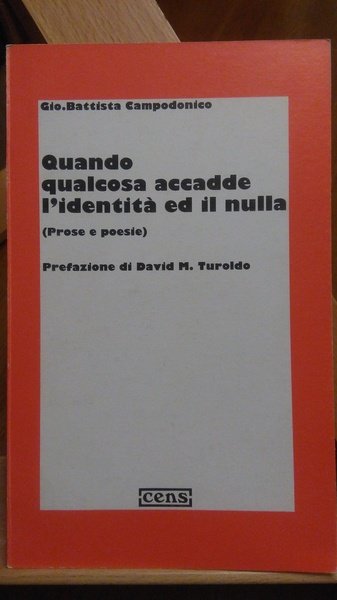 Gio.Battista Campodonico
Quando
qualcosa accadde
l'identità ed il nulla
(Prose e poesie)
Prefazione di David M. Turoldo
cens